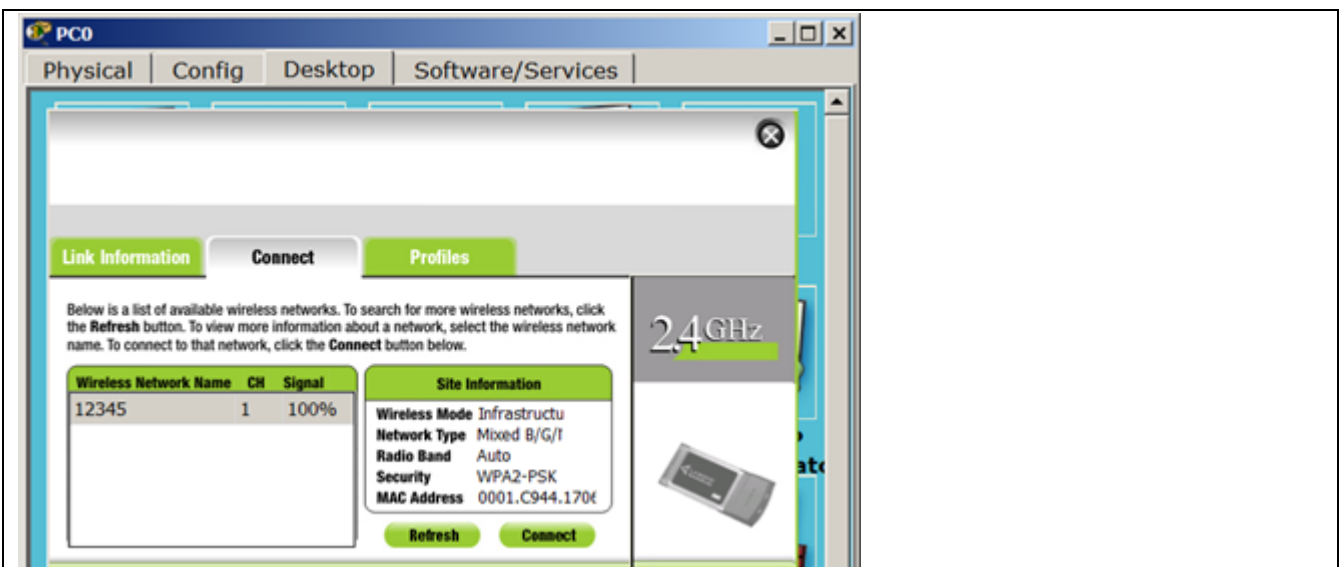 PC0
Physical Config Desktop Software/Services
Link Information Connect Profiles
Below is a list of available wireless networks. To search for more wireless networks, click
the Refresh button. To view more information about a network, select the wireless network
name. To connect to that network, click the Connect button below.
2.4GHz
Wireless Network Name CH Signal
12345 1 100%
Site Information
Wireless Mode Infrastructu
Network Type Mixed B/G/
Radio Band Auto
Security WPA2-PSK
MAC Address 0001.C944.170
Refresh Connect